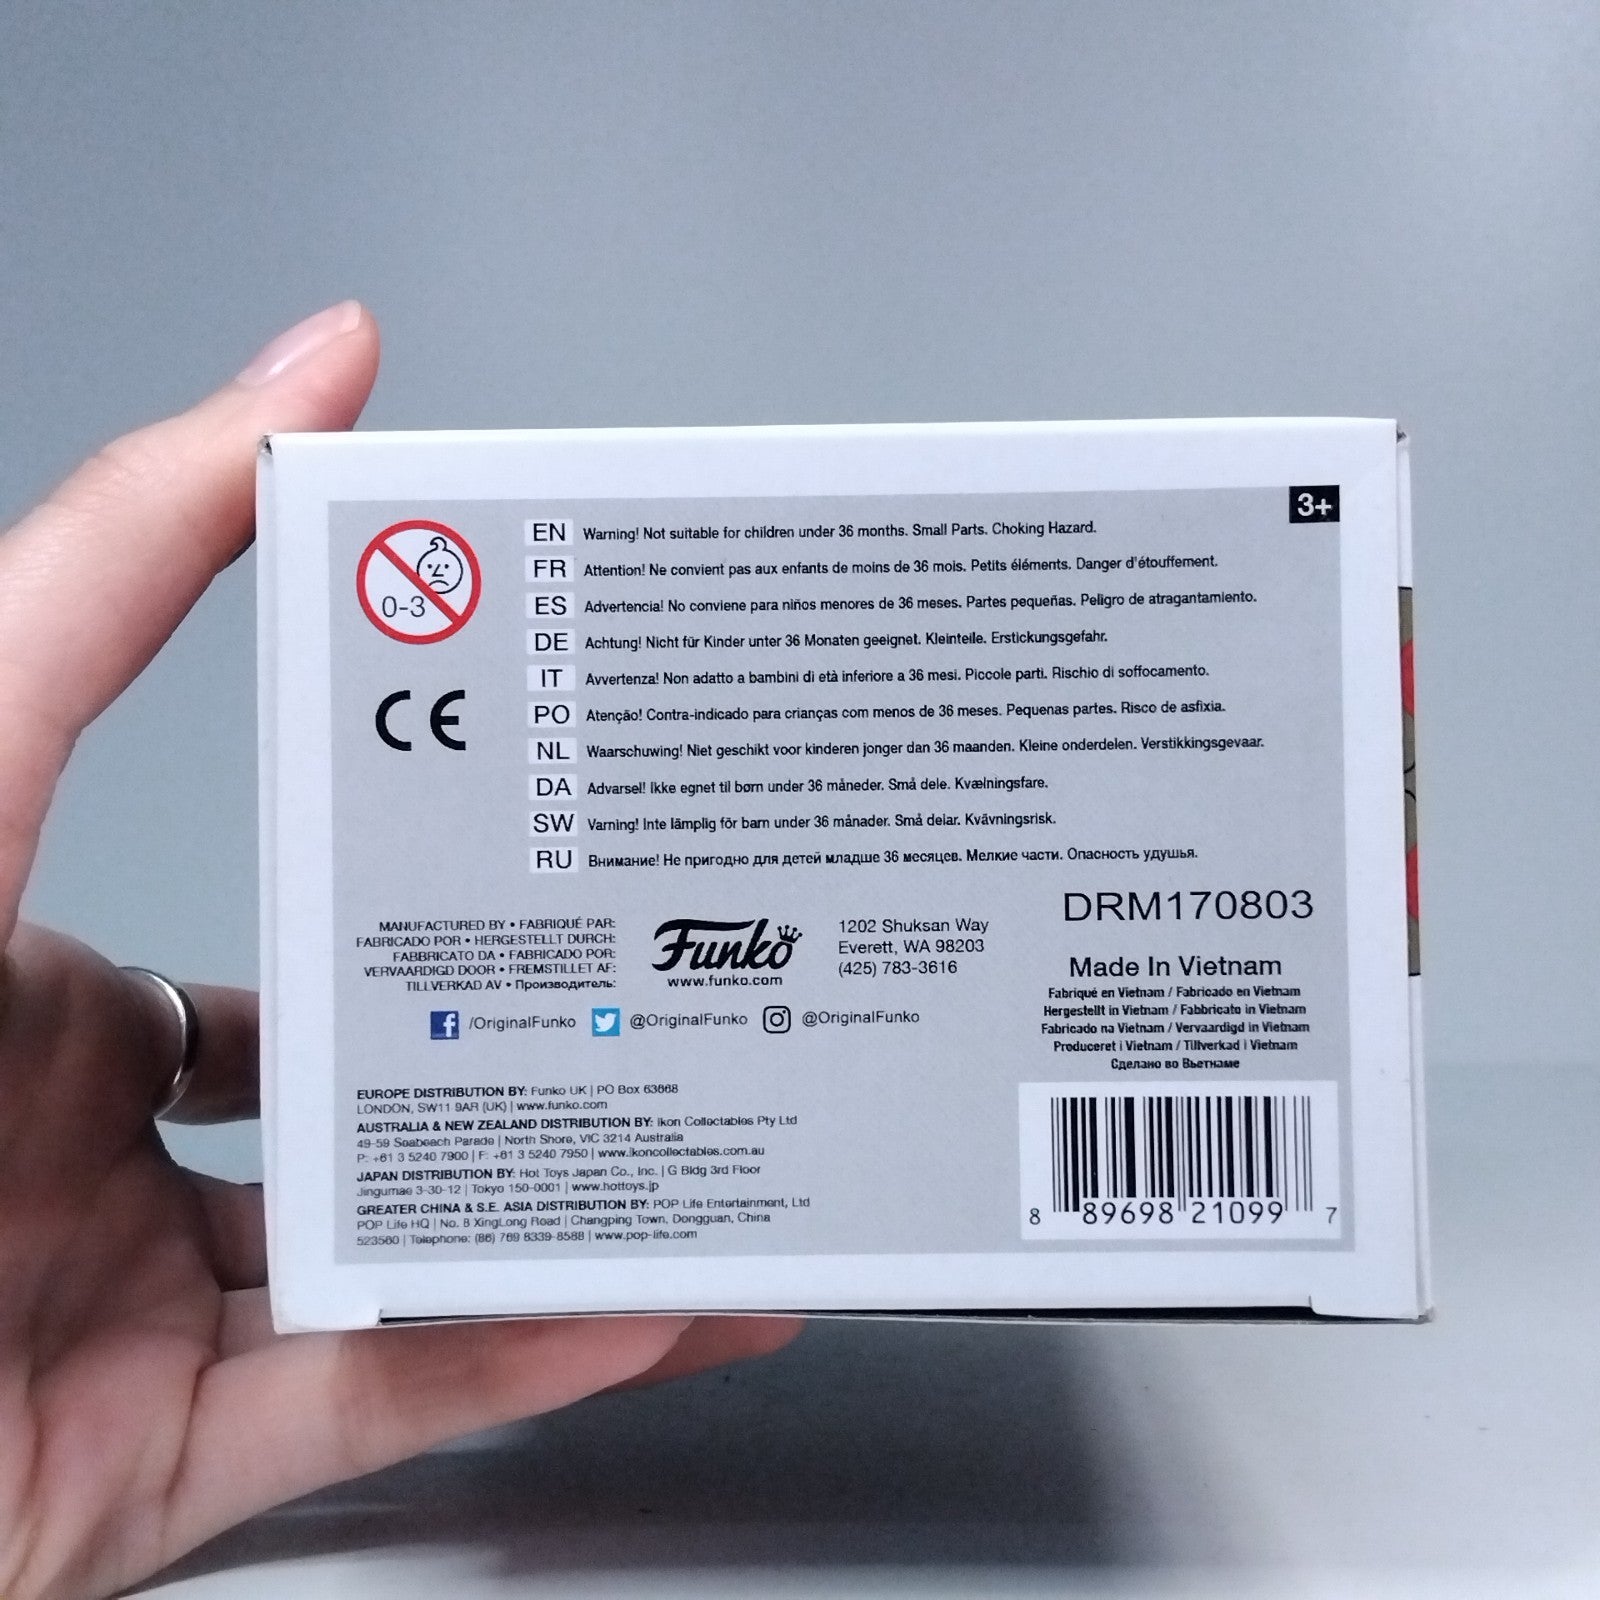 3+
0-3
CE
EN Warning! Not suitable for children under 36 months. Small Parts. Choking Hazard.
FR Attention! Ne convient pas aux enfants de moins de 36 mois. Petits éléments. Danger d'étouffement.
ES Advertencia! No conviene para niños menores de 36 meses. Partes pequeñas. Peligro de atragantamiento.
DE Achtung! Nicht für Kinder unter 36 Monaten geeignet. Kleinteile. Erstickungsgefahr.
IT Avvertenza! Non adatto a bambini di età inferiore a 36 mesi. Piccole parti. Rischio di soffocamento.
PO Atenção! Contra-indicado para crianças com menos de 36 meses. Pequenas partes. Risco de asfixia.
NL Waarschuwing! Niet geschikt voor kinderen jonger dan 36 maanden. Kleine onderdelen. Verstikkingsgevaar.
DA Advarsel! Ikke egnet til børn under 36 måneder. Små dele. Kvælningsfare.
SW Varning! Inte lämplig för barn under 36 månader. Små delar. Kvävningsrisk.
RU Внимание! Не пригодно для детей младше 36 месяцев. Мелкие части. Опасность удушья.
MANUFACTURED BY • FABRIQUÉ PAR:
FABRICADO POR • HERGESTELLT DURCH:
FABBRICATO DA • FABRICADO POR:
VERVAARDIGD DOOR • FREMSTILLET AF:
TILLVERKAD AV • Производитель:
Funko
www.funko.com
1202 Shuksan Way
Everett, WA 98203
(425) 783-3616
/OriginalFunko @OriginalFunko @OriginalFunko
DRM170803
Made In Vietnam
Fabriqué en Vietnam / Fabricado en Vietnam
Hergestellt in Vietnam / Fabbricato in Vietnam
Fabricado na Vietnam / Vervaardigd in Vietnam
Produceret i Vietnam / Tillverkad i Vietnam
Сделано во Вьетнаме
EUROPE DISTRIBUTION BY: Funko UK | PO Box 63668
LONDON, SW11 9AR (UK) | www.funko.com
AUSTRALIA & NEW ZEALAND DISTRIBUTION BY: Ikon Collectables Pty Ltd
49-59 Seabeach Parade | North Shore, VIC 3214 Australia
P: +61 3 5240 7900 | F: +61 3 5240 7950 | www.ikoncollectables.com.au
JAPAN DISTRIBUTION BY: Hot Toys Japan Co., Inc. | G Bldg 3rd Floor
Jingumae 3-30-12 | Tokyo 150-0001 | www.hottoys.jp
GREATER CHINA & S.E. ASIA DISTRIBUTION BY: POP Life Entertainment, Ltd
POP Life HQ | No. 8 XingLong Road | Changping Town, Dongguan, China
523560 | Telephone: (86) 769 8339-8588 | www.pop-life.com
8 89698 21099 7